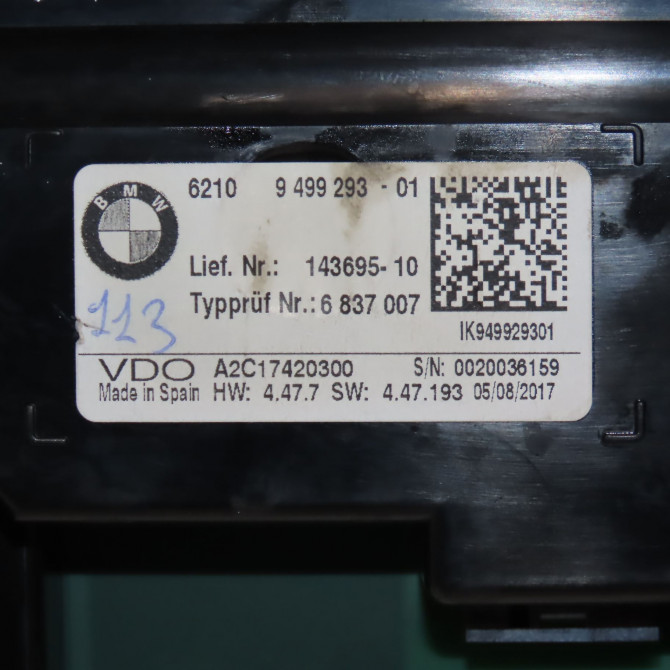 BMW
6210 9 499 293 - 01
Lief. Nr.: 143695-10
Typprüf Nr.: 6 837 007
IK949929301
113
VDO A2C17420300 S/N: 0020036159
Made in Spain HW: 4.47.7 SW: 4.47.193 05/08/2017